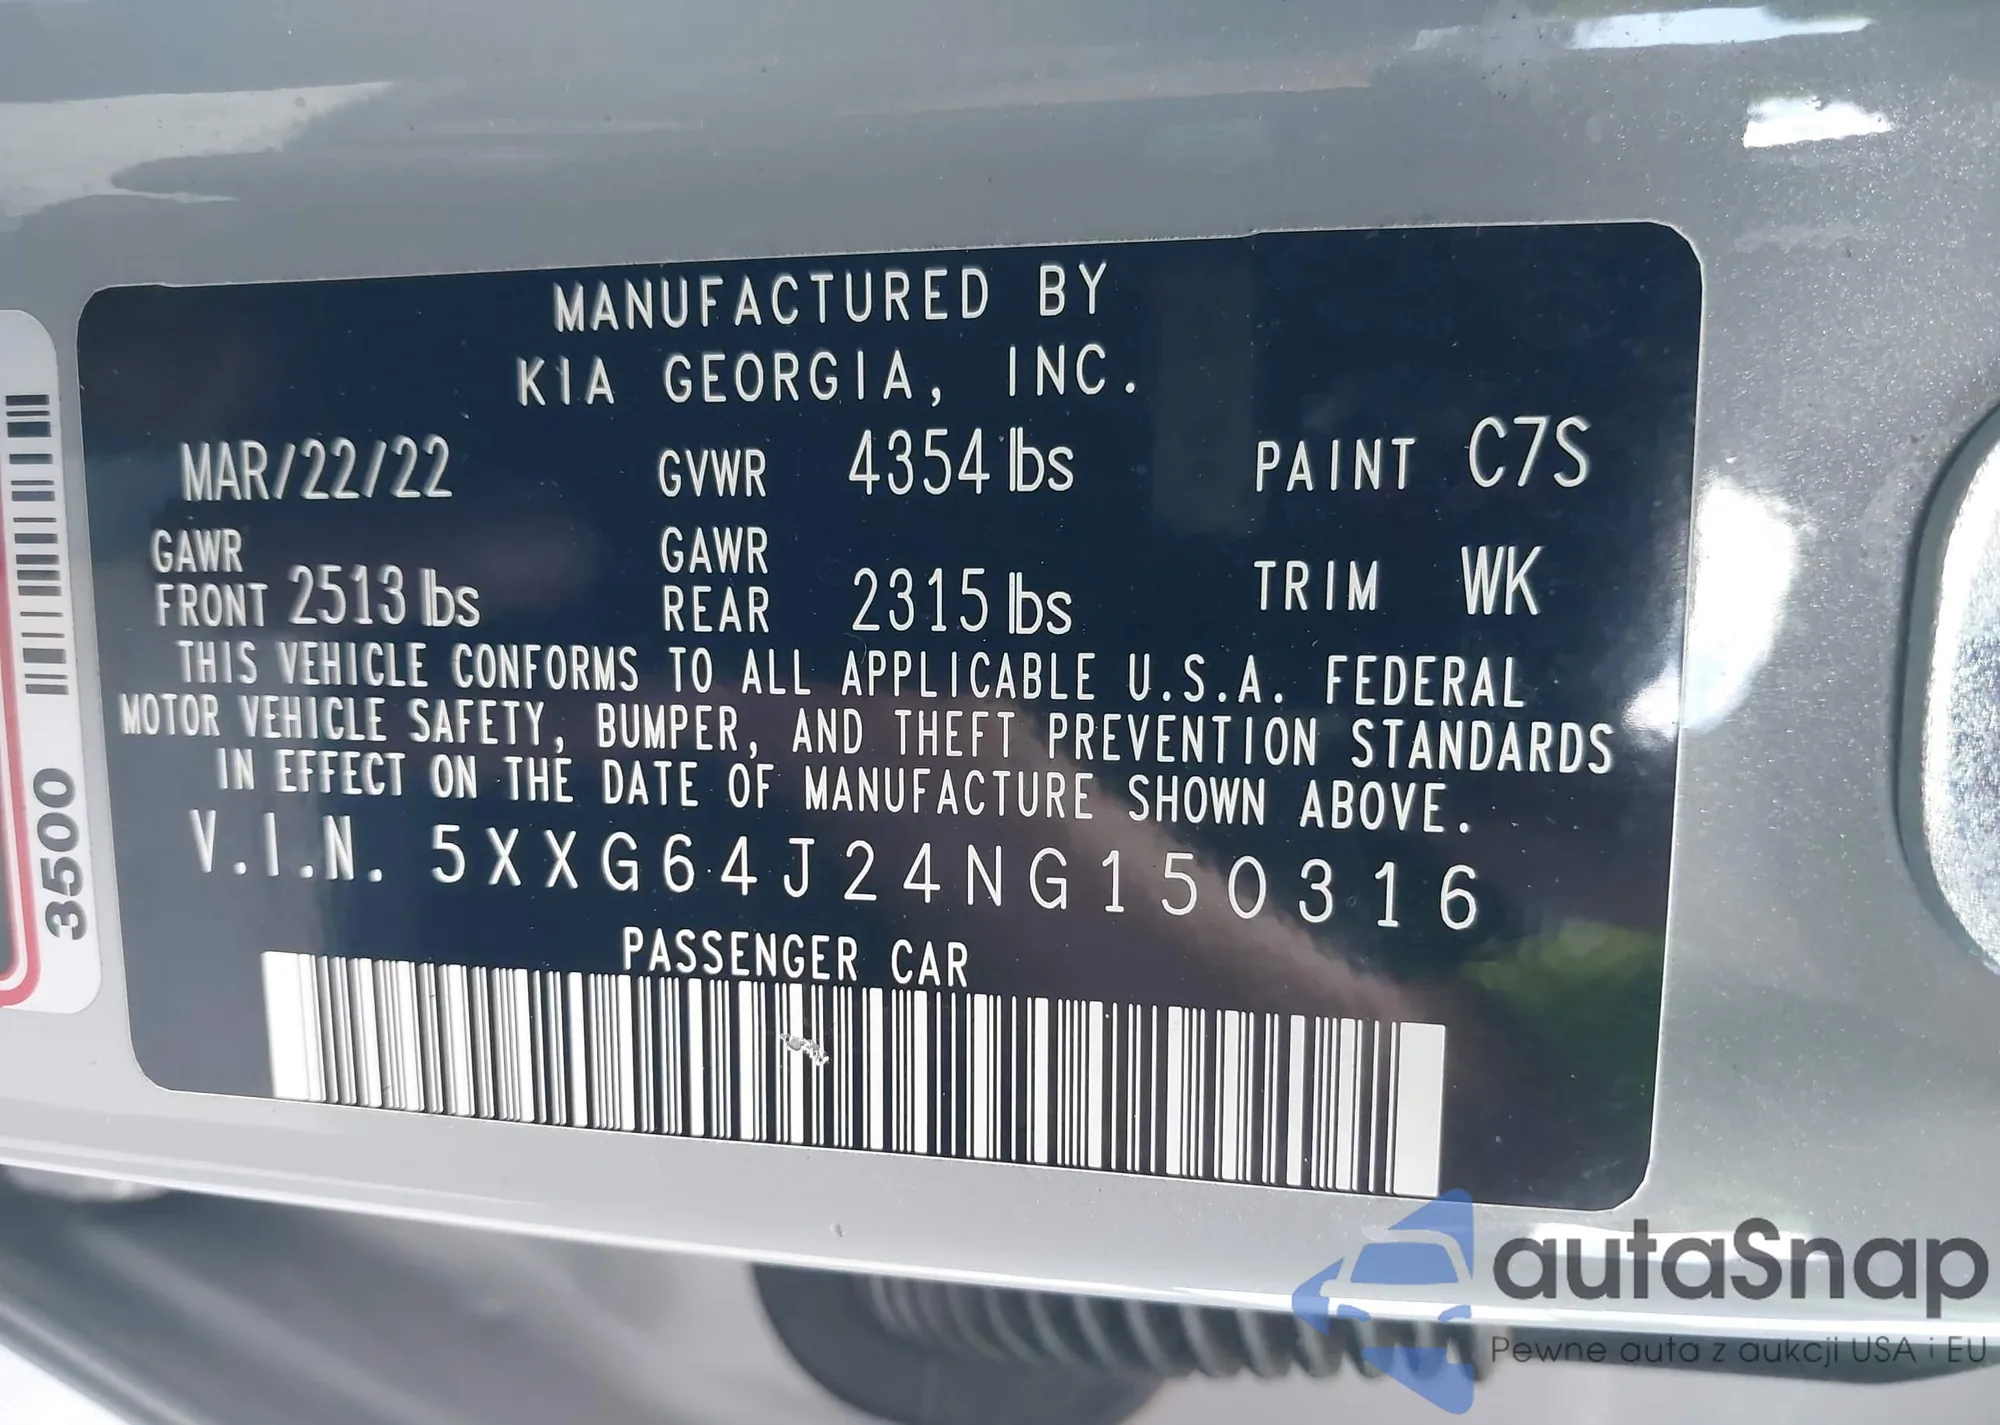 MANUFACTURED BY
KIA GEORGIA, INC.
MAR/22/22 GVWR 4354 lbs PAINT C7S
GAWR FRONT 2513 lbs GAWR REAR 2315 lbs TRIM WK
THIS VEHICLE CONFORMS TO ALL APPLICABLE U.S.A. FEDERAL
MOTOR VEHICLE SAFETY, BUMPER, AND THEFT PREVENTION STANDARDS
IN EFFECT ON THE DATE OF MANUFACTURE SHOWN ABOVE.
V.I.N. 5XXG64J24NG150316
PASSENGER CAR
3500
autaSnap
Pewne auta z aukcji USA i EU